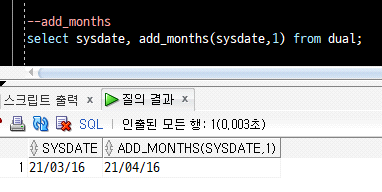 --add_months
select sysdate, add_months(sysdate,1) from dual;
스크립트 출력 x 질의 결과 x
SQL | 인출된 모든 행: 1(0,003초)
SYSDATE ADD_MONTHS(SYSDATE,1)
1 21/03/16 21/04/16